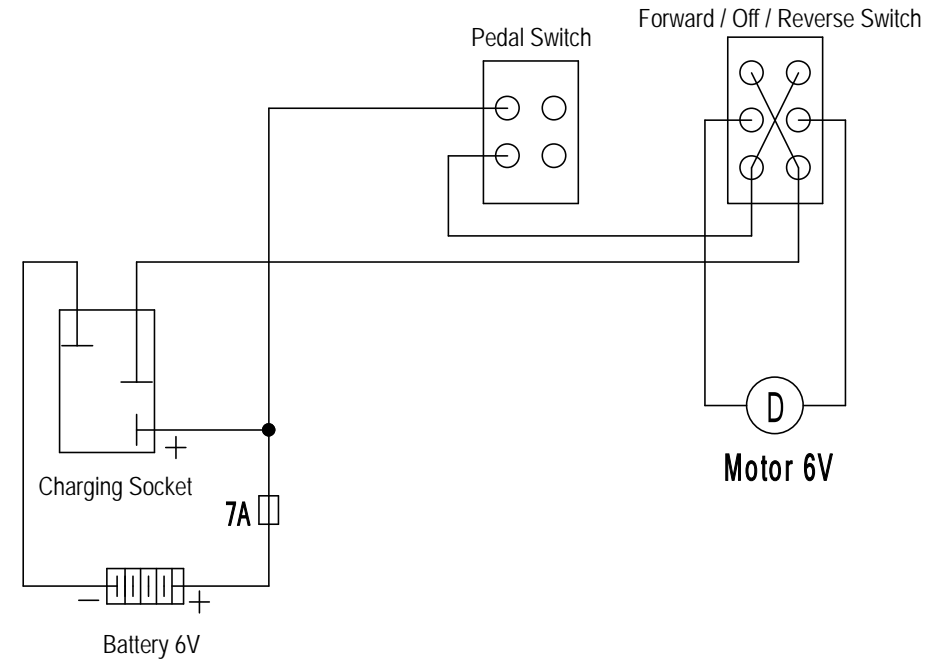 Forward / Off / Reverse Switch
Pedal Switch
D
Motor 6V
+
Charging Socket
7A
− +
Battery 6V